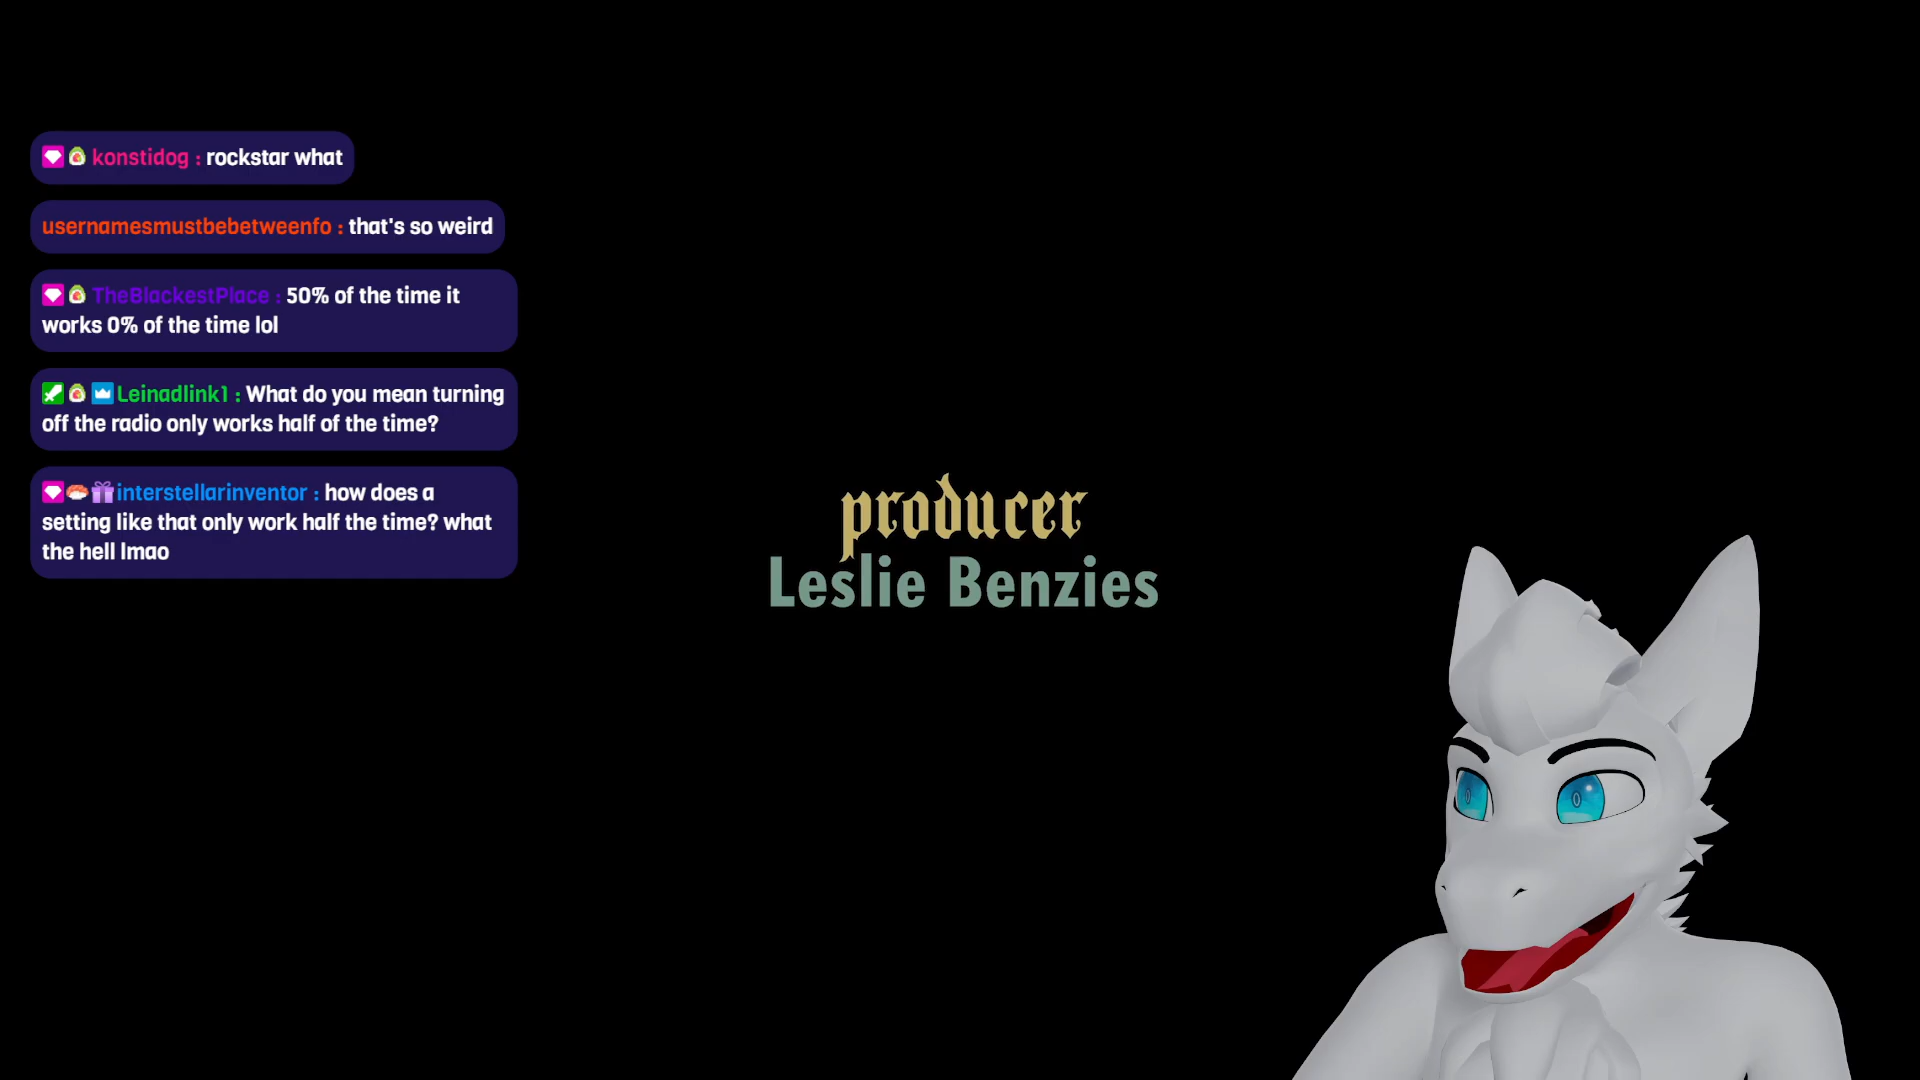 konstidog : rockstar what
usernamesmustbebetweenfo : that's so weird
TheBlackestPlace : 50% of the time it
works 0% of the time lol
Leinadlink1 : What do you mean turning
off the radio only works half of the time?
interstellarinventor : how does a
setting like that only work half the time? what
the hell lmao
producer
Leslie Benzies